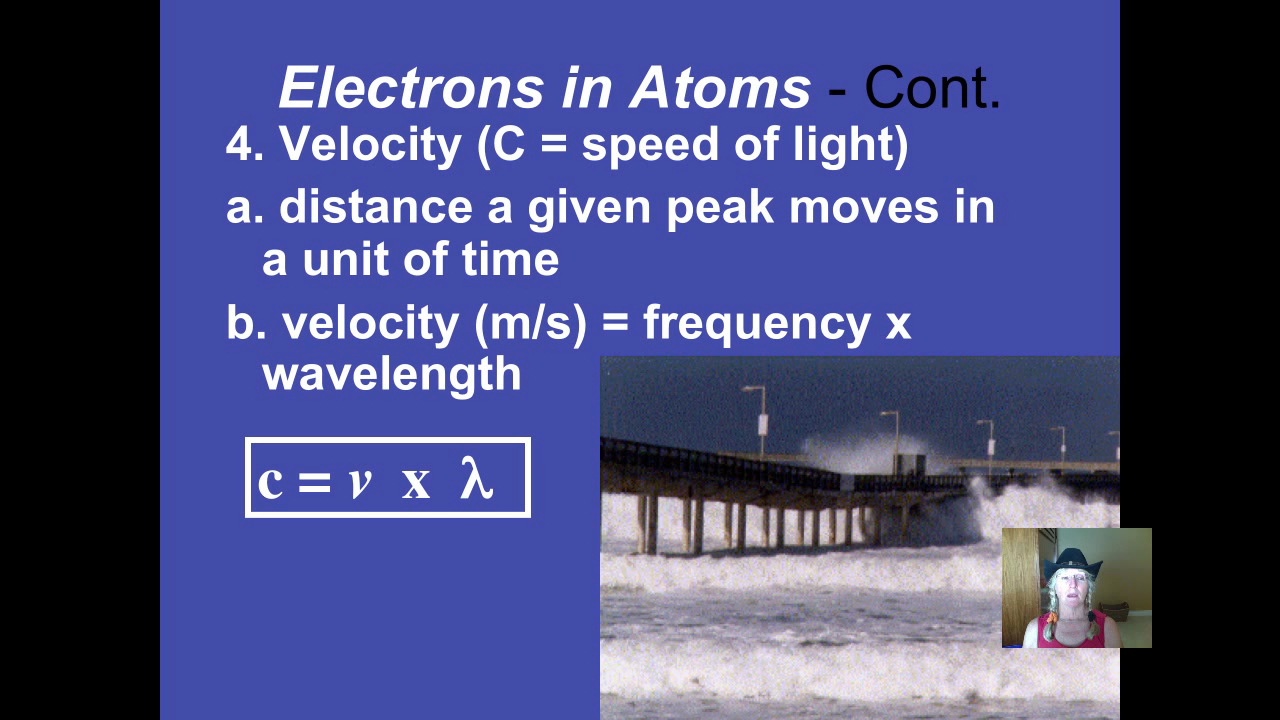 Electrons in Atoms - Cont.
4. Velocity (C = speed of light)
a. distance a given peak moves in
a unit of time
b. velocity (m/s) = frequency x
wavelength
c = ν x λ